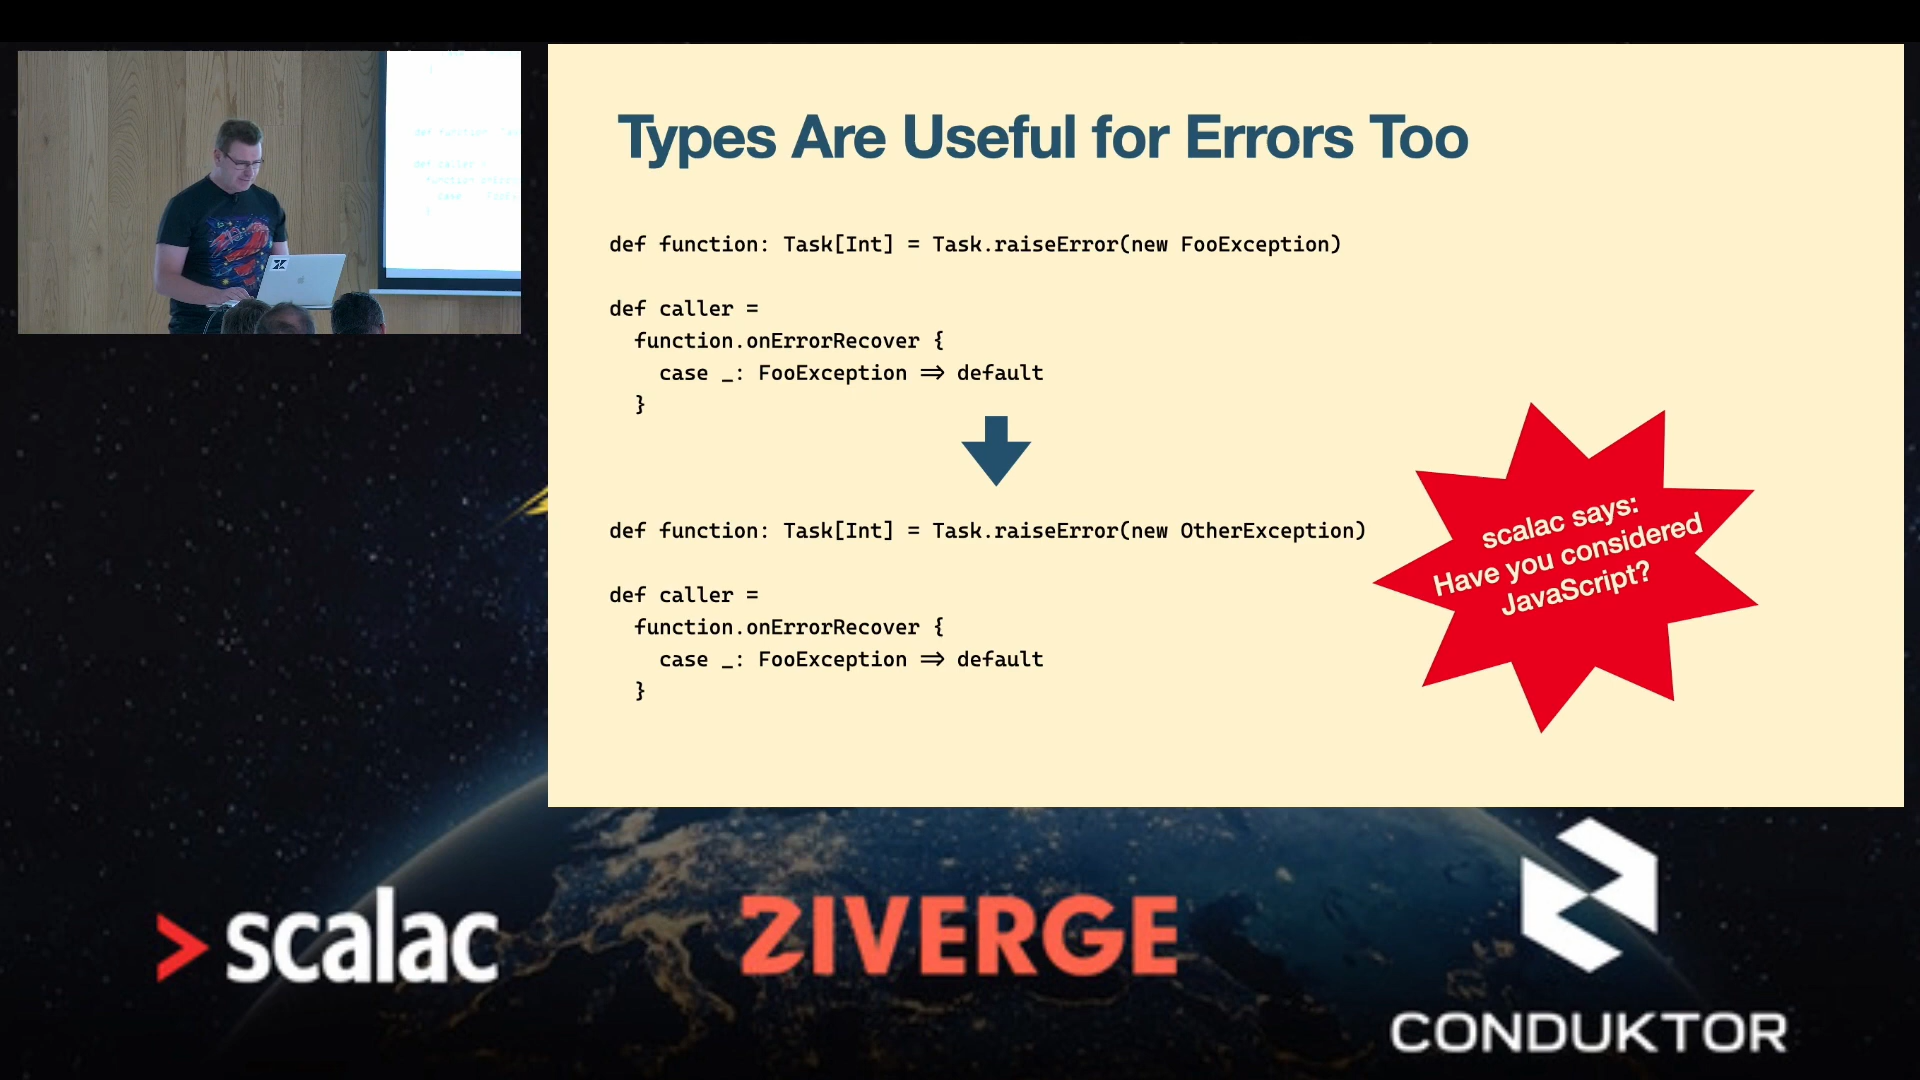 Types Are Useful for Errors Too
def function: Task[Int] = Task.raiseError(new FooException)
def caller =
function.onErrorRecover {
case _: FooException ⇒ default
}
def function: Task[Int] = Task.raiseError(new OtherException)
def caller =
function.onErrorRecover {
case _: FooException ⇒ default
}
scalac says:
Have you considered
JavaScript?
scalac
ZIVERGE
CONDUKTOR